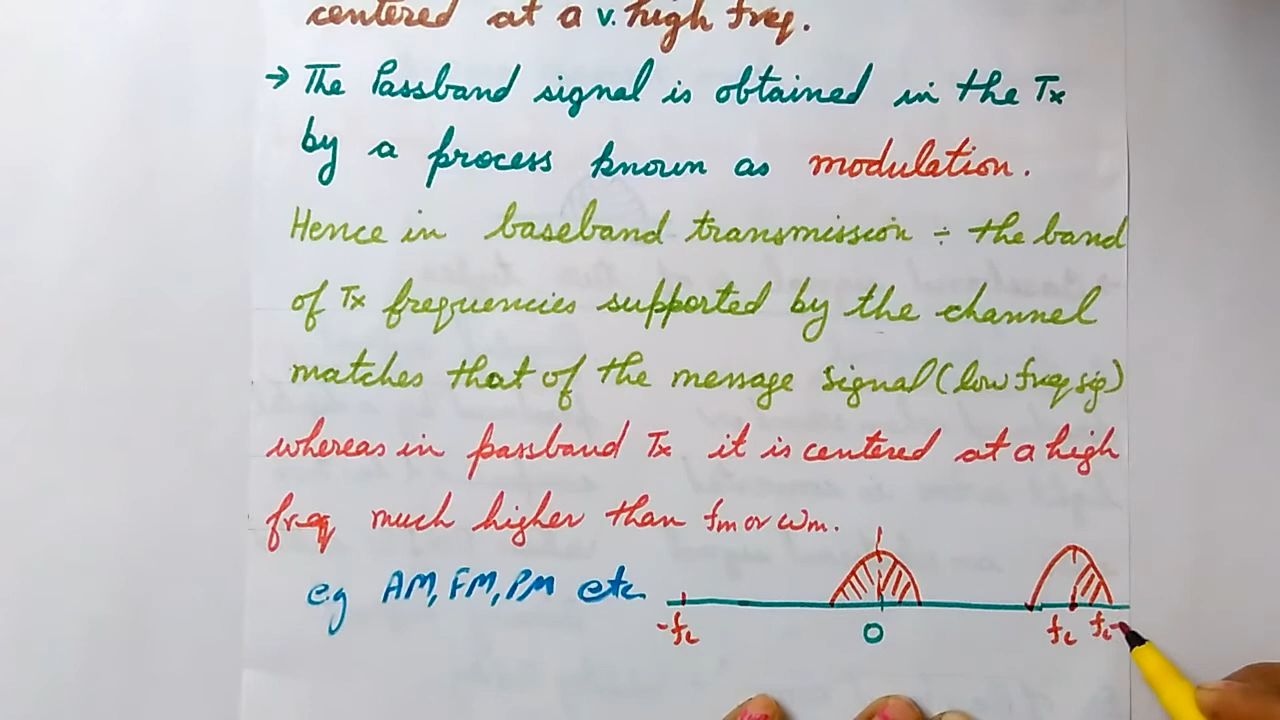 centered at a v. high freq.
→ The Passband signal is obtained in the Tx
by a process known as modulation.
Hence in baseband transmission ÷ the band
of Tx frequencies supported by the channel
matches that of the message signal (low freq sig)
whereas in passband Tx it is centered at a high
freq much higher than fm or ωm.
e.g AM, FM, PM etc
-fc 0 fc fc